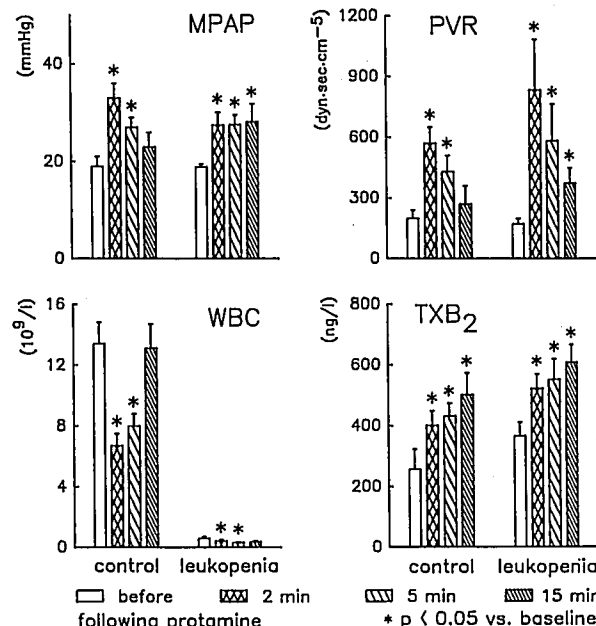 MPAP
(mmHg)
40
20
0
* * * * *
PVR
(dyn·sec·cm-5)
1200
900
600
300
0
* * * * *
WBC
(10^9/l)
16
12
8
4
0
* * * *
control leukopenia
TXB2
(ng/l)
800
600
400
200
0
* * * * * *
control leukopenia
before 2 min 5 min 15 min
following protamine * p < 0.05 vs. baseline